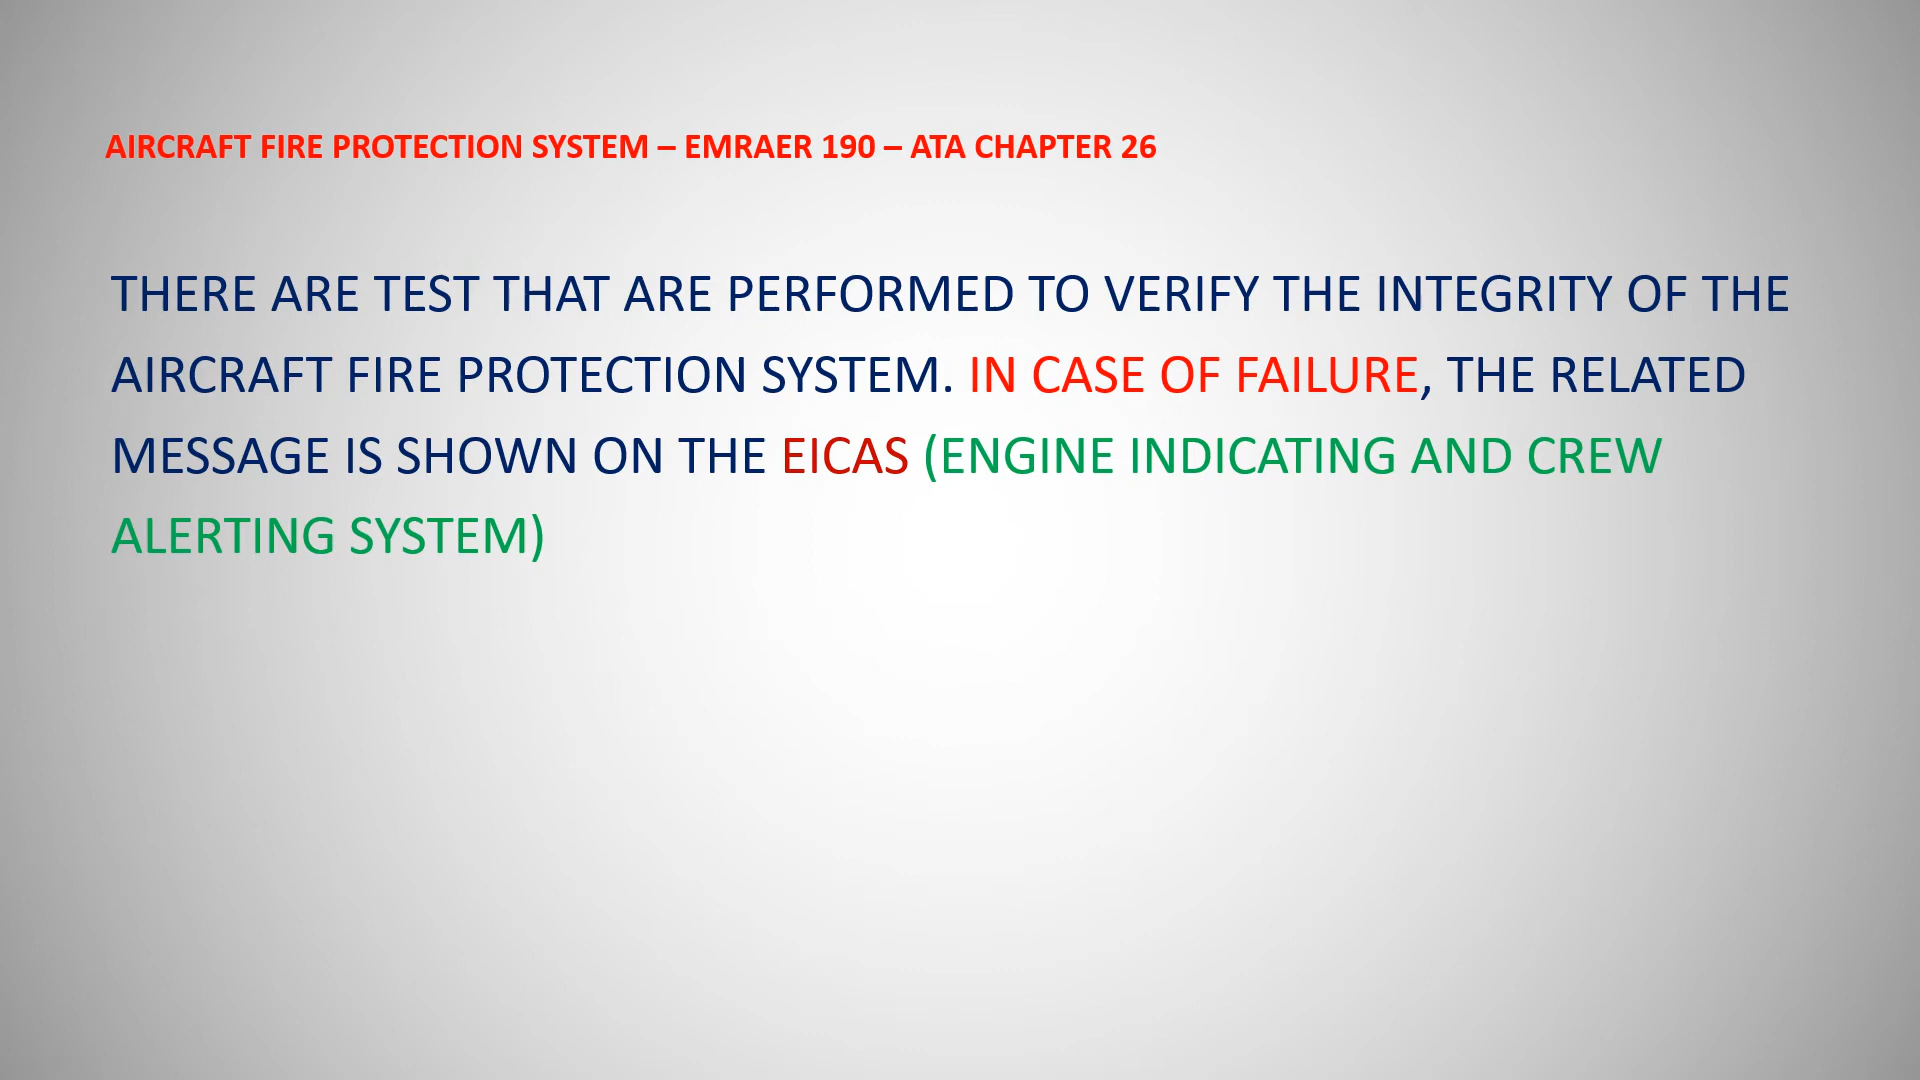 AIRCRAFT FIRE PROTECTION SYSTEM – EMRAER 190 – ATA CHAPTER 26
THERE ARE TEST THAT ARE PERFORMED TO VERIFY THE INTEGRITY OF THE
AIRCRAFT FIRE PROTECTION SYSTEM. IN CASE OF FAILURE, THE RELATED
MESSAGE IS SHOWN ON THE EICAS (ENGINE INDICATING AND CREW
ALERTING SYSTEM)